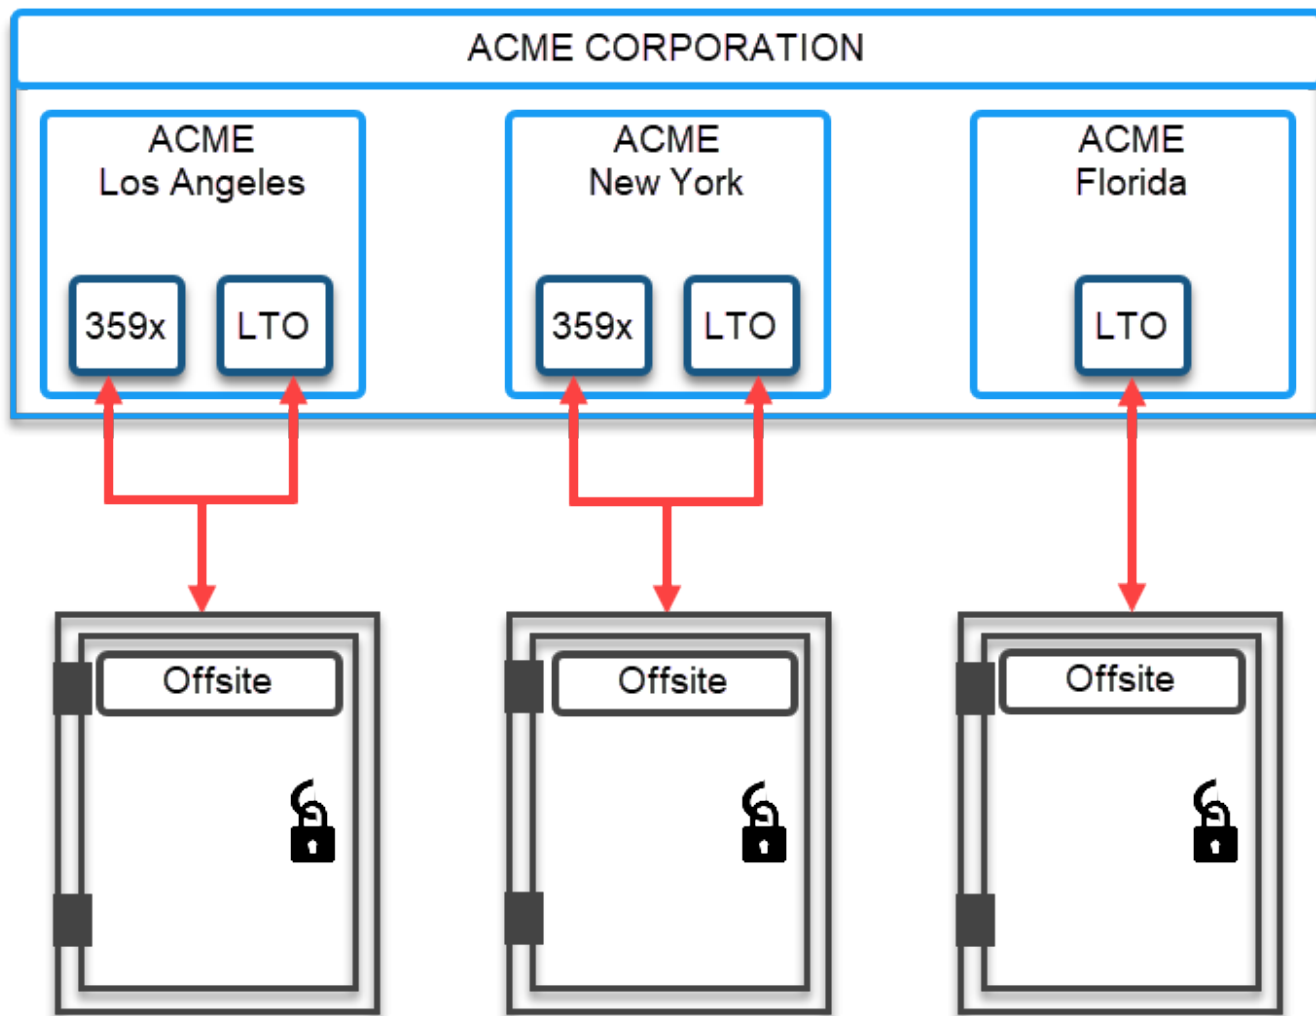 ACME CORPORATION
ACME
Los Angeles
359x
LTO
ACME
New York
359x
LTO
ACME
Florida
LTO
Offsite
Offsite
Offsite